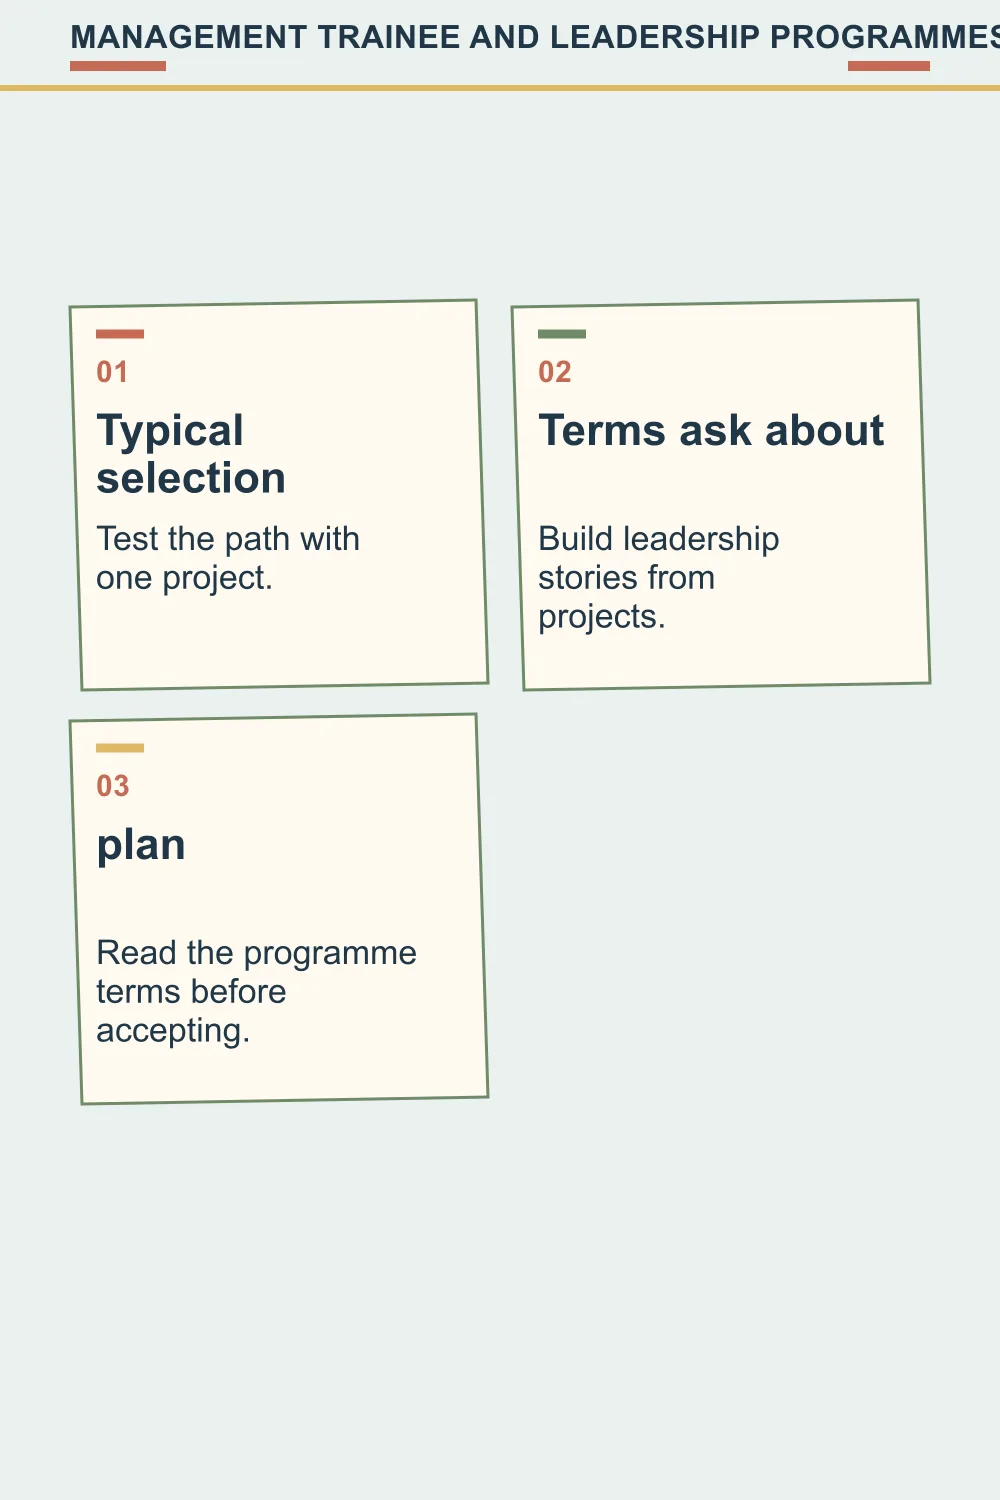 MANAGEMENT TRAINEE AND LEADERSHIP PROGRAMMES
01
Typical
selection
Test the path with
one project.
02
Terms ask about
Build leadership
stories from
projects.
03
plan
Read the programme
terms before
accepting.